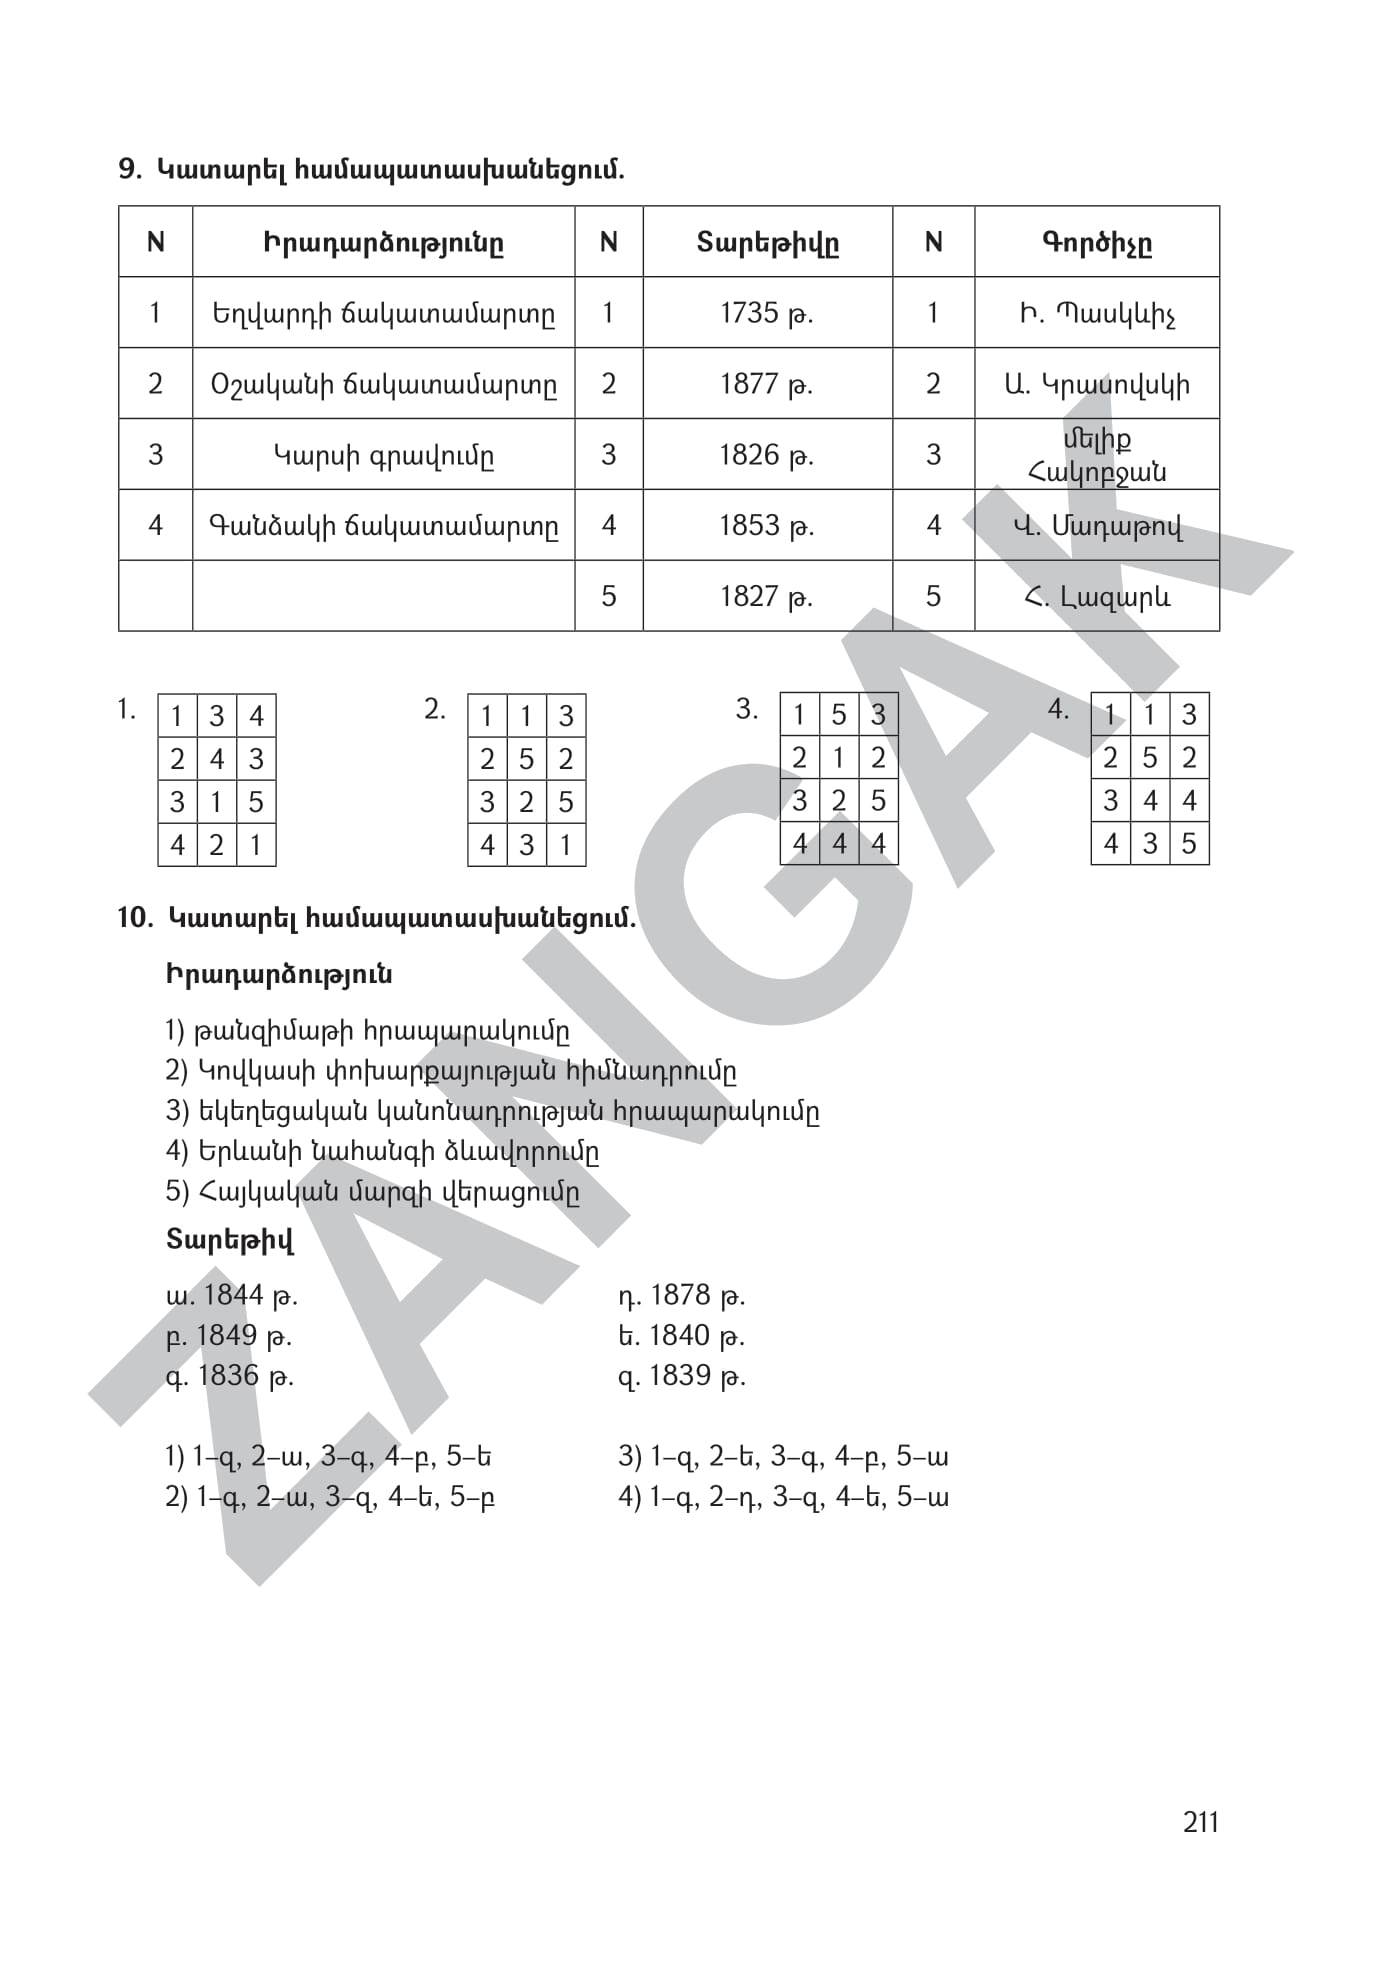 9. Կատարել համապատասխանեցում.
N Իրադարձությունը N Տարեթիվը N Գործիչը
1 Եղվարդի ճակատամարտը 1 1735 թ. 1 Ի. Պասկևիչ
2 Օշականի ճակատամարտը 2 1877 թ. 2 Ա. Կրասովսկի
3 Կարսի գրավումը 3 1826 թ. 3 մելիք
Հակոբջան
4 Գանձակի ճակատամարտը 4 1853 թ. 4 Վ. Մադաթով
5 1827 թ. 5 Հ. Լազարև
1. 1 3 4 2. 1 1 3 3. 1 5 3 4. 1 1 3
2 4 3 2 5 2 2 1 2 2 5 2
3 1 5 3 2 5 3 2 5 3 4 4
4 2 1 4 3 1 4 4 4 4 3 5
10. Կատարել համապատասխանեցում.
Իրադարձություն
1) թանզիմաթի հրապարակումը
2) Կովկասի փոխարքայության հիմնադրումը
3) եկեղեցական կանոնադրության հրապարակումը
4) Երևանի նահանգի ձևավորումը
5) Հայկական մարզի վերացումը
Տարեթիվ
ա. 1844 թ. դ. 1878 թ.
բ. 1849 թ. ե. 1840 թ.
գ. 1836 թ. զ. 1839 թ.
1) 1–զ, 2–ա, 3–գ, 4–բ, 5–ե 3) 1–զ, 2–ե, 3–գ, 4–բ, 5–ա
2) 1–գ, 2–ա, 3–զ, 4–ե, 5–բ 4) 1–գ, 2–դ, 3–զ, 4–ե, 5–ա
211
ZANGAK